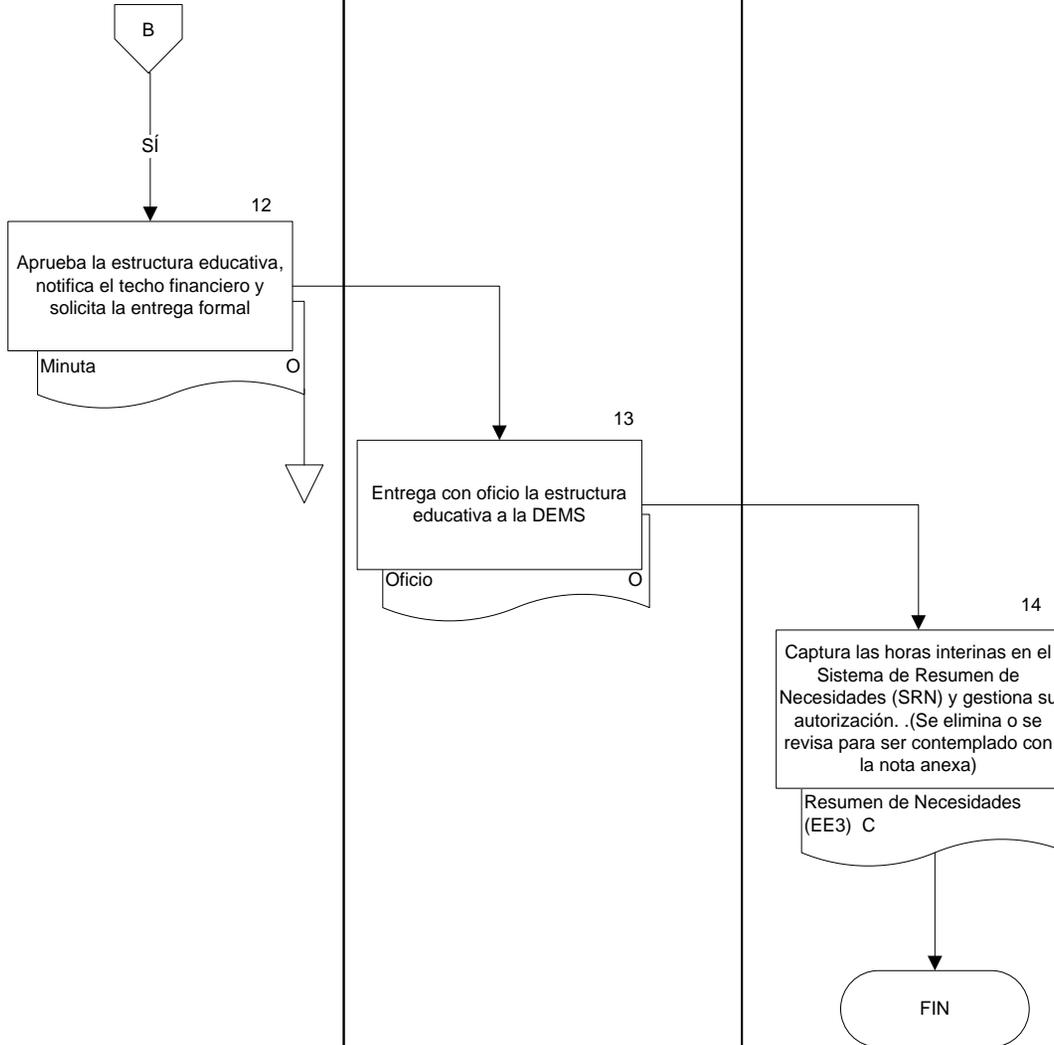 B
SÍ
12
Aprueba la estructura educativa,
notifica el techo financiero y
solicita la entrega formal
Minuta O
13
Entrega con oficio la estructura
educativa a la DEMS
Oficio O
14
Captura las horas interinas en el
Sistema de Resumen de
Necesidades (SRN) y gestiona su
autorización. .(Se elimina o se
revisa para ser contemplado con
la nota anexa)
Resumen de Necesidades
(EE3) C
FIN